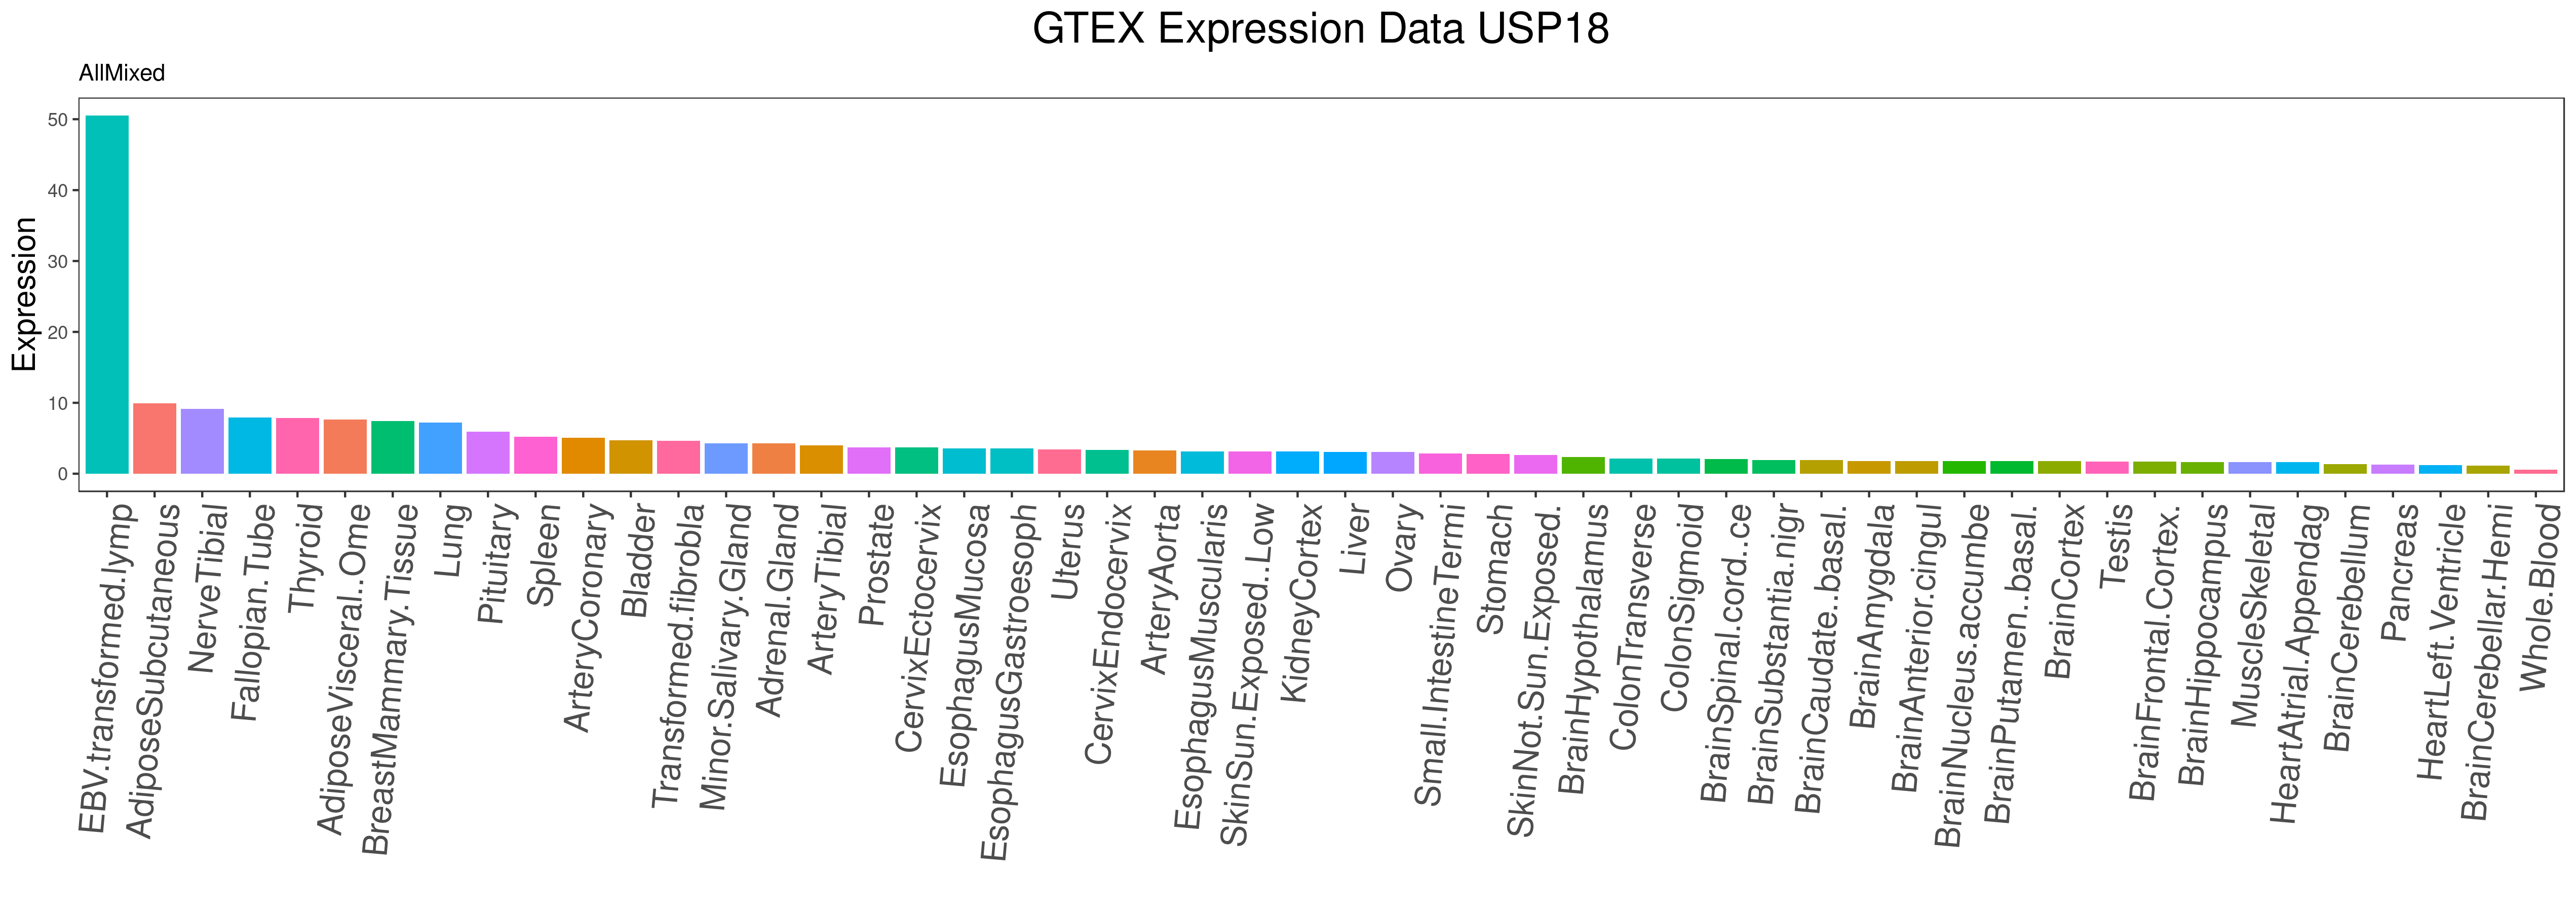 GTEX Expression Data USP18
AllMixed
Expression
50
40
30
20
10
0
EBV.transformed.lymp
AdiposeSubcutaneous
NerveTibial
Fallopian.Tube
Thyroid
AdiposeVisceral..Ome
BreastMammary.Tissue
Lung
Pituitary
Spleen
ArteryCoronary
Bladder
Transformed.fibrobla
Minor.Salivary.Gland
Adrenal.Gland
ArteryTibial
Prostate
CervixEctocervix
EsophagusMucosa
EsophagusGastroesoph
Uterus
CervixEndocervix
ArteryAorta
EsophagusMuscularis
SkinSun.Exposed..Low
KidneyCortex
Liver
Ovary
Small.IntestineTermi
Stomach
SkinNot.Sun.Exposed.
BrainHypothalamus
ColonTransverse
ColonSigmoid
BrainSpinal.cord..ce
BrainSubstantia.nigr
BrainCaudate..basal.
BrainAmygdala
BrainAnterior.cingul
BrainNucleus.accumbe
BrainPutamen..basal.
BrainCortex
Testis
BrainFrontal.Cortex.
BrainHippocampus
MuscleSkeletal
HeartAtrial.Appendag
BrainCerebellum
Pancreas
HeartLeft.Ventricle
BrainCerebellar.Hemi
Whole.Blood